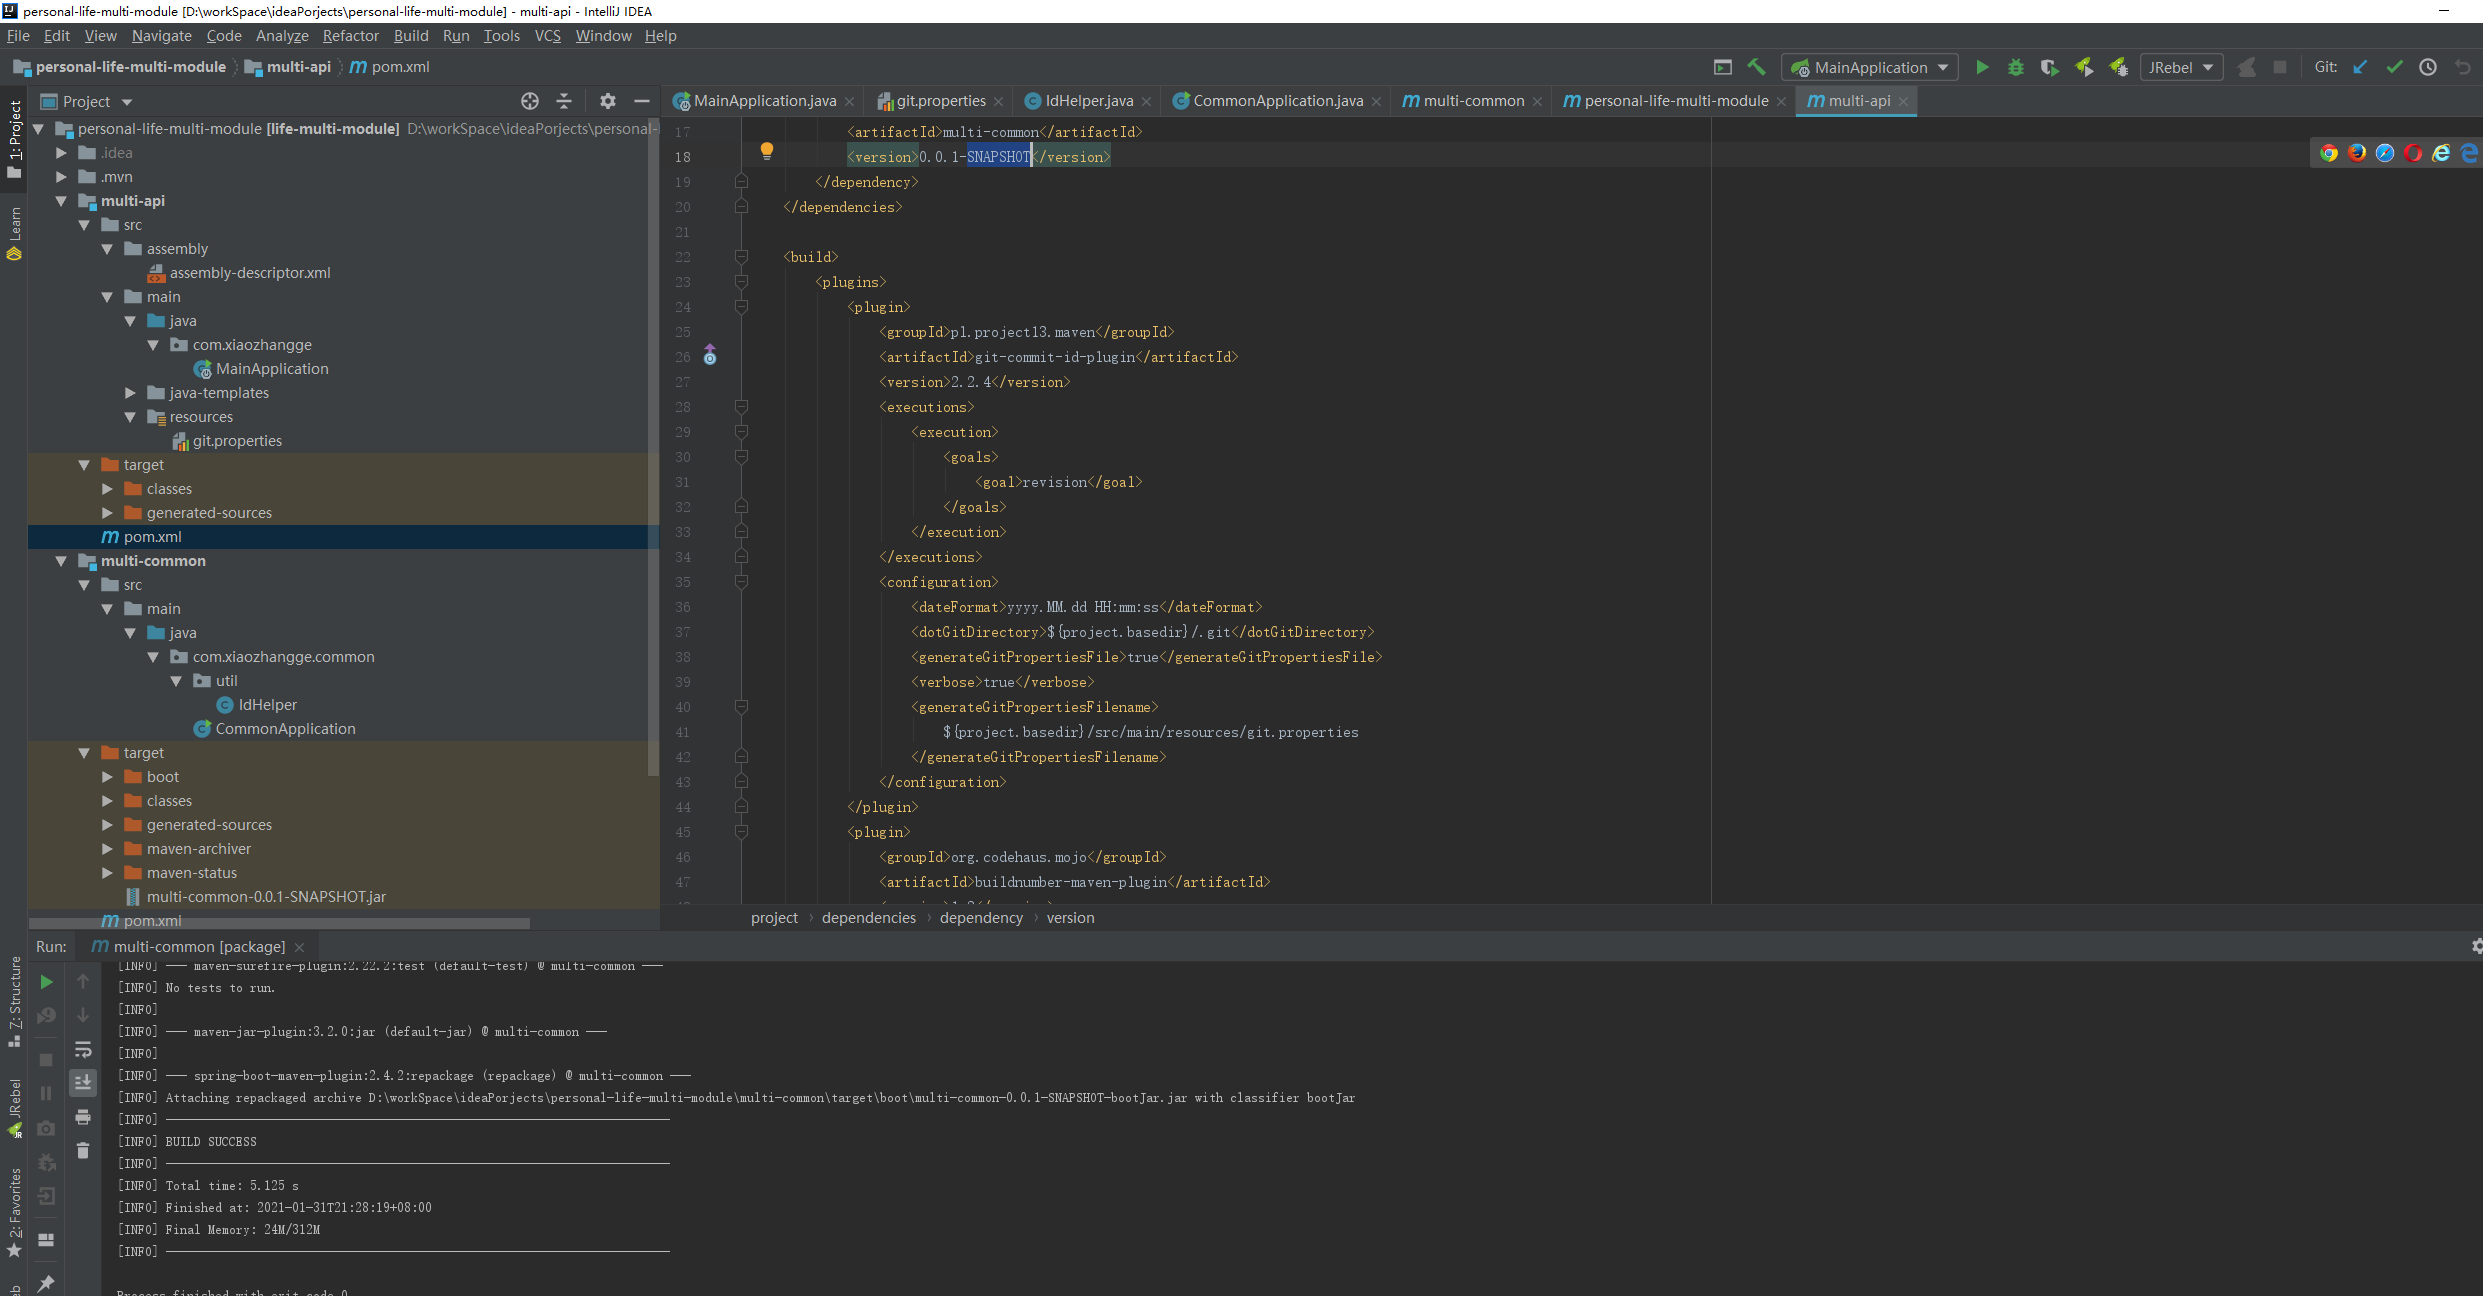 personal-life-multi-module [D:\workSpace\ideaPorjects\personal-life-multi-module] - multi-api - IntelliJ IDEA
File Edit View Navigate Code Analyze Refactor Build Run Tools VCS Window Help
personal-life-multi-module multi-api pom.xml
MainApplication JRebel Git:
Project
MainApplication.java git.properties IdHelper.java CommonApplication.java multi-common personal-life-multi-module multi-api
1: Project
Learn
7: Structure
JRebel
2: Favorites
personal-life-multi-module [life-multi-module] D:\workSpace\ideaPorjects\personal-l
.idea
.mvn
multi-api
src
assembly
assembly-descriptor.xml
main
java
com.xiaozhangge
MainApplication
java-templates
resources
git.properties
target
classes
generated-sources
pom.xml
multi-common
src
main
java
com.xiaozhangge.common
util
IdHelper
CommonApplication
target
boot
classes
generated-sources
maven-archiver
maven-status
multi-common-0.0.1-SNAPSHOT.jar
pom.xml
17 <artifactId>multi-common</artifactId>
18 <version>0.0.1-SNAPSHOT</version>
19 </dependency>
20 </dependencies>
21
22 <build>
23 <plugins>
24 <plugin>
25 <groupId>pl.project13.maven</groupId>
26 <artifactId>git-commit-id-plugin</artifactId>
27 <version>2.2.4</version>
28 <executions>
29 <execution>
30 <goals>
31 <goal>revision</goal>
32 </goals>
33 </execution>
34 </executions>
35 <configuration>
36 <dateFormat>yyyy.MM.dd HH:mm:ss</dateFormat>
37 <dotGitDirectory>${project.basedir}/.git</dotGitDirectory>
38 <generateGitPropertiesFile>true</generateGitPropertiesFile>
39 <verbose>true</verbose>
40 <generateGitPropertiesFilename>
41 ${project.basedir}/src/main/resources/git.properties
42 </generateGitPropertiesFilename>
43 </configuration>
44 </plugin>
45 <plugin>
46 <groupId>org.codehaus.mojo</groupId>
47 <artifactId>buildnumber-maven-plugin</artifactId>
project › dependencies › dependency › version
Run: multi-common [package]
[INFO] --- maven-surefire-plugin:2.22.2:test (default-test) @ multi-common ---
[INFO] No tests to run.
[INFO]
[INFO] --- maven-jar-plugin:3.2.0:jar (default-jar) @ multi-common ---
[INFO]
[INFO] --- spring-boot-maven-plugin:2.4.2:repackage (repackage) @ multi-common ---
[INFO] Attaching repackaged archive D:\workSpace\ideaPorjects\personal-life-multi-module\multi-common\target\boot\multi-common-0.0.1-SNAPSHOT-bootJar.jar with classifier bootJar
[INFO] ------------------------------------------------------------------------
[INFO] BUILD SUCCESS
[INFO] ------------------------------------------------------------------------
[INFO] Total time: 5.125 s
[INFO] Finished at: 2021-01-31T21:28:19+08:00
[INFO] Final Memory: 24M/312M
[INFO] ------------------------------------------------------------------------
Process finished with exit code 0